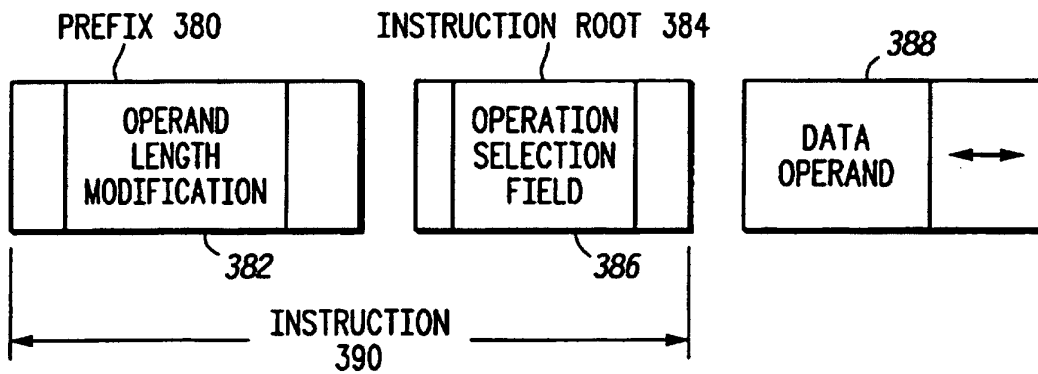 PREFIX 380
INSTRUCTION ROOT 384
388
OPERAND
LENGTH
MODIFICATION
OPERATION
SELECTION
FIELD
DATA
OPERAND
382
386
INSTRUCTION
390